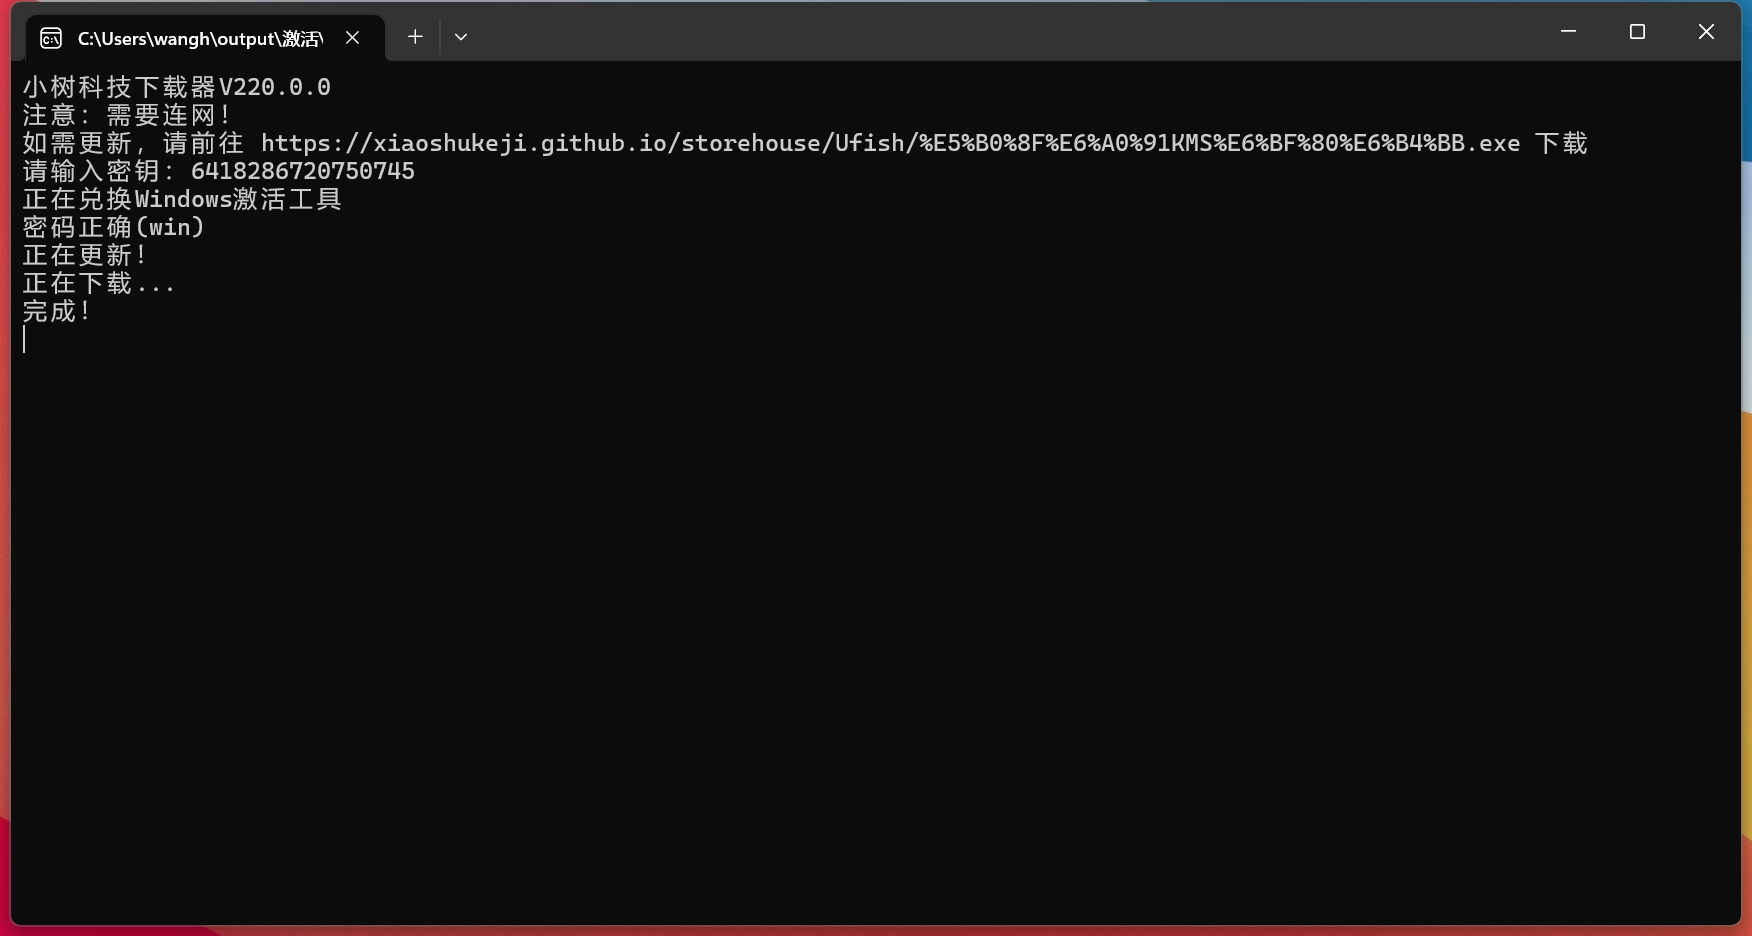 C:\Users\wangh\output\激活\
小树科技下载器V220.0.0
注意：需要连网！
如需更新，请前往 https://xiaoshukeji.github.io/storehouse/Ufish/%E5%B0%8F%E6%A0%91KMS%E6%BF%80%E6%B4%BB.exe 下载
请输入密钥：6418286720750745
正在兑换Windows激活工具
密码正确(win)
正在更新！
正在下载...
完成！